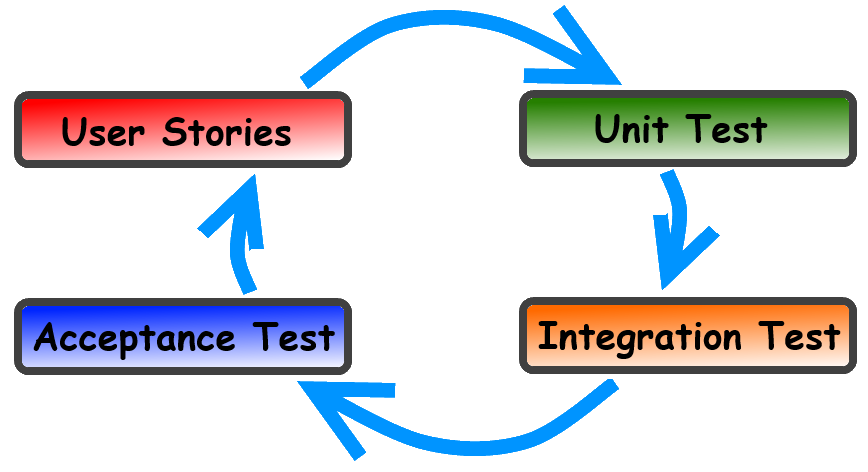 User Stories
Unit Test
Acceptance Test
Integration Test